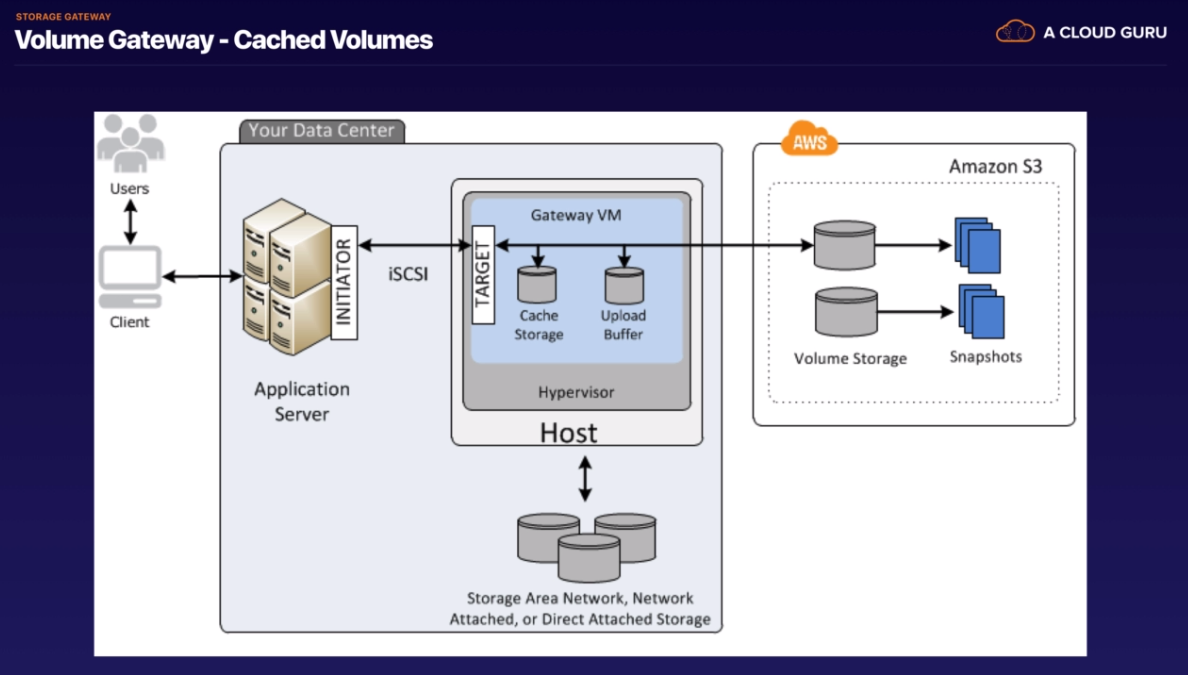 STORAGE GATEWAY
Volume Gateway - Cached Volumes
A CLOUD GURU
Users
Client
Your Data Center
Application
Server
INITIATOR
iSCSI
TARGET
Gateway VM
Cache
Storage
Upload
Buffer
Hypervisor
Host
Storage Area Network, Network
Attached, or Direct Attached Storage
AWS
Amazon S3
Volume Storage
Snapshots